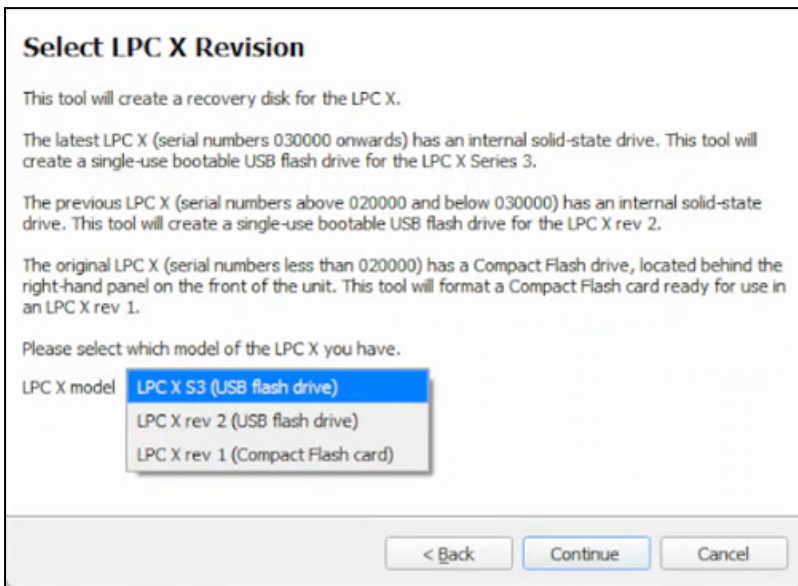 Select LPC X Revision
This tool will create a recovery disk for the LPC X.
The latest LPC X (serial numbers 030000 onwards) has an internal solid-state drive. This tool will
create a single-use bootable USB flash drive for the LPC X Series 3.
The previous LPC X (serial numbers above 020000 and below 030000) has an internal solid-state
drive. This tool will create a single-use bootable USB flash drive for the LPC X rev 2.
The original LPC X (serial numbers less than 020000) has a Compact Flash drive, located behind the
right-hand panel on the front of the unit. This tool will format a Compact Flash card ready for use in
an LPC X rev 1.
Please select which model of the LPC X you have.
LPC X model LPC X S3 (USB flash drive)
LPC X rev 2 (USB flash drive)
LPC X rev 1 (Compact Flash card)
< Back Continue Cancel